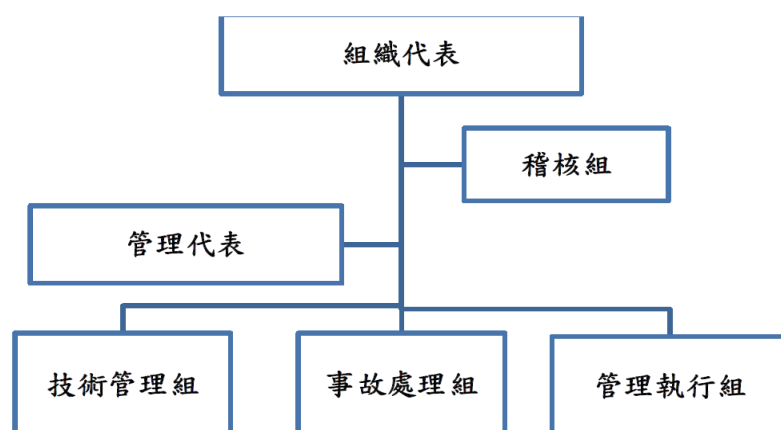 組織代表
稽核組
管理代表
技術管理組
事故處理組
管理執行組